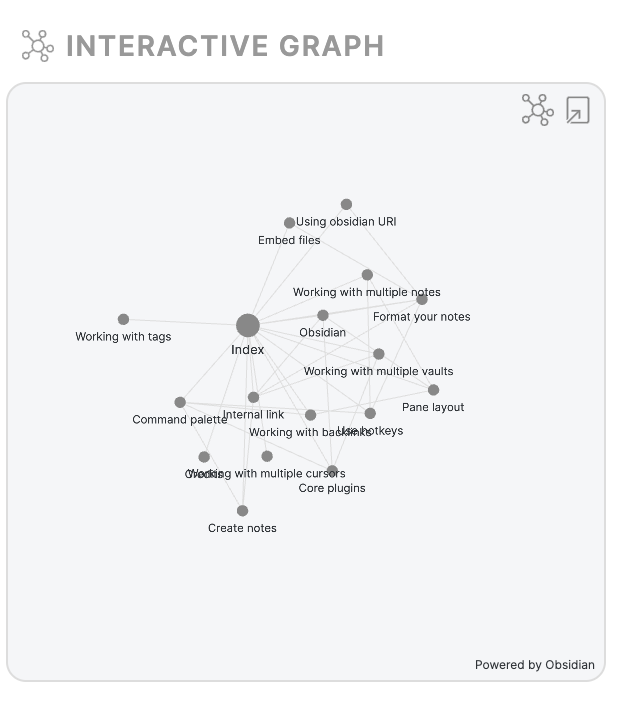 INTERACTIVE GRAPH
Using obsidian URI
Embed files
Working with multiple notes
Format your notes
Obsidian
Working with tags
Index
Working with multiple vaults
Pane layout
Internal link
Command palette
Working with backlinks
Use hotkeys
Credits
Working with multiple cursors
Core plugins
Create notes
Powered by Obsidian